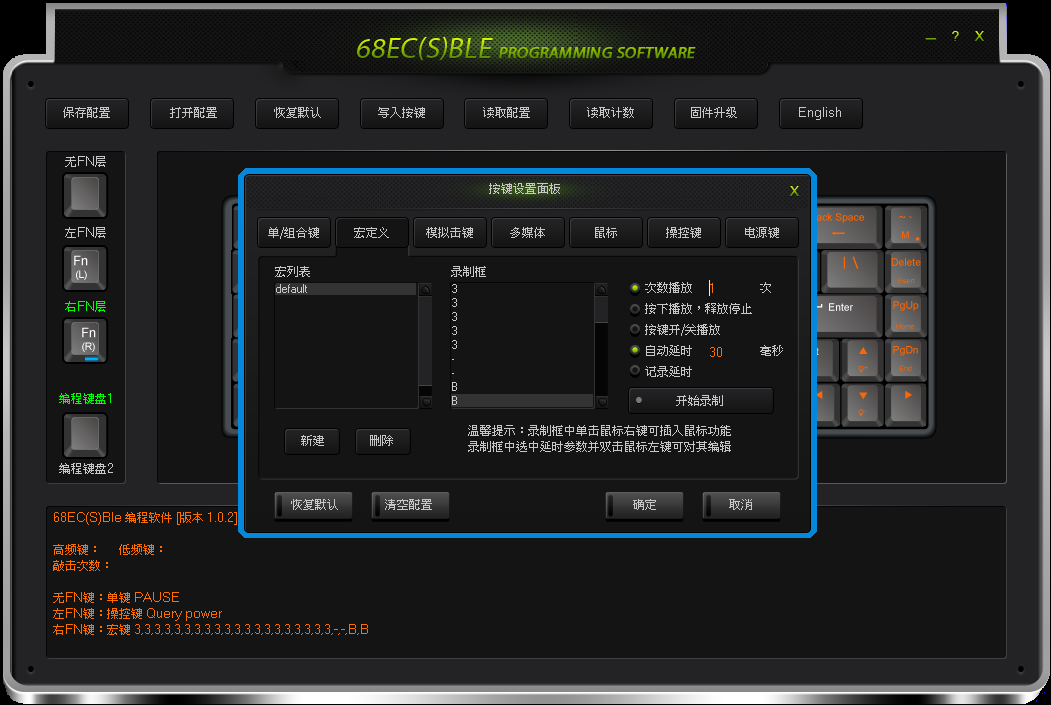 68EC(S)BLE PROGRAMMING SOFTWARE
_ ? X
保存配置 打开配置 恢复默认 写入按键 读取配置 读取计数 固件升级 English
无FN层
左FN层
Fn
(L)
右FN层
Fn
(R)
编程键盘1
编程键盘2
按键设置面板 X
单/组合键 宏定义 模拟击键 多媒体 鼠标 操控键 电源键
宏列表
default
新建 删除
录制框
3
3
3
3
3
-
-
B
B
次数播放 1 次
按下播放，释放停止
按键开/关播放
自动延时 30 毫秒
记录延时
开始录制
温馨提示：录制框中单击鼠标右键可插入鼠标功能
录制框中选中延时参数并双击鼠标左键可对其编辑
恢复默认 清空配置 确定 取消
Space
M
| \
Delete
Enter
PgUp
Home
PgDn
End
68EC(S)Ble 编程软件 [版本 1.0.2]
高频键： 低频键：
敲击次数：
无FN键：单键 PAUSE
左FN键：操控键 Query power
右FN键：宏键 3,3,3,3,3,3,3,3,3,3,3,3,3,3,3,3,3,3,3,3,-,-,B,B